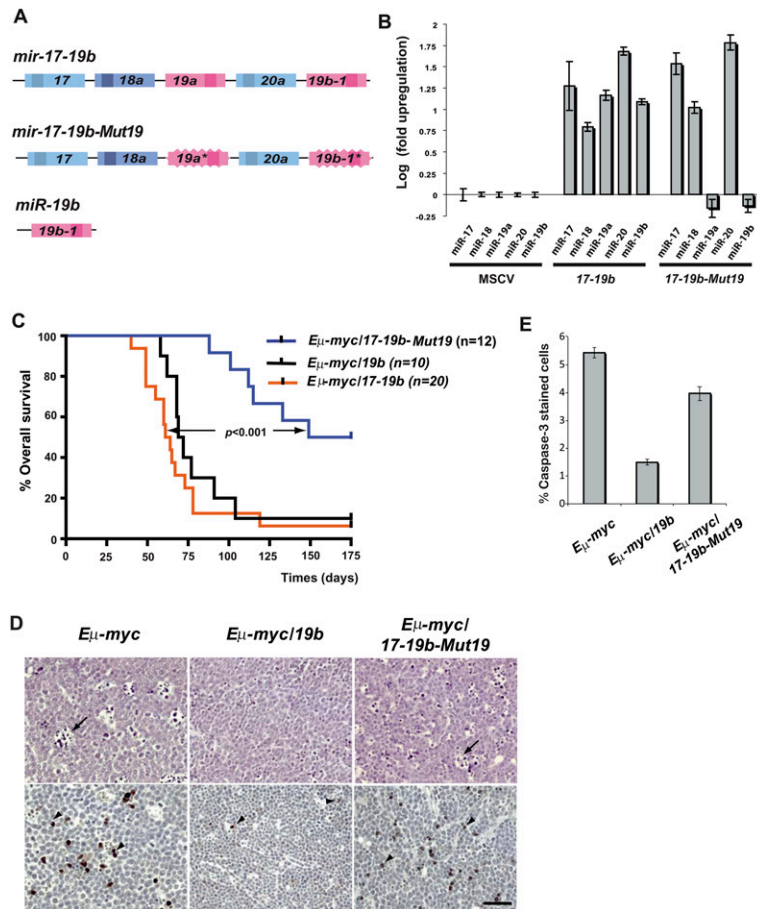 A
mir-17-19b
17 18a 19a 20a 19b-1
mir-17-19b-Mut19
17 18a 19a* 20a 19b-1*
miR-19b
19b-1
B
Log (fold upregulation)
2
1.75
1.5
1.25
1
0.75
0.5
0.25
0
-0.25
miR-17 miR-18 miR-19a miR-20 miR-19b miR-17 miR-18 miR-19a miR-20 miR-19b miR-17 miR-18 miR-19a miR-20 miR-19b
MSCV 17-19b 17-19b-Mut19
C
% Overall survival
100
80
60
40
20
0
0 25 50 75 100 125 150 175
Times (days)
Eμ-myc/17-19b-Mut19 (n=12)
Eμ-myc/19b (n=10)
Eμ-myc/17-19b (n=20)
p<0.001
E
% Caspase-3 stained cells
6
5
4
3
2
1
0
Eμ-myc
Eμ-myc/19b
Eμ-myc/
17-19b-Mut19
D
Eμ-myc Eμ-myc/19b Eμ-myc/
17-19b-Mut19